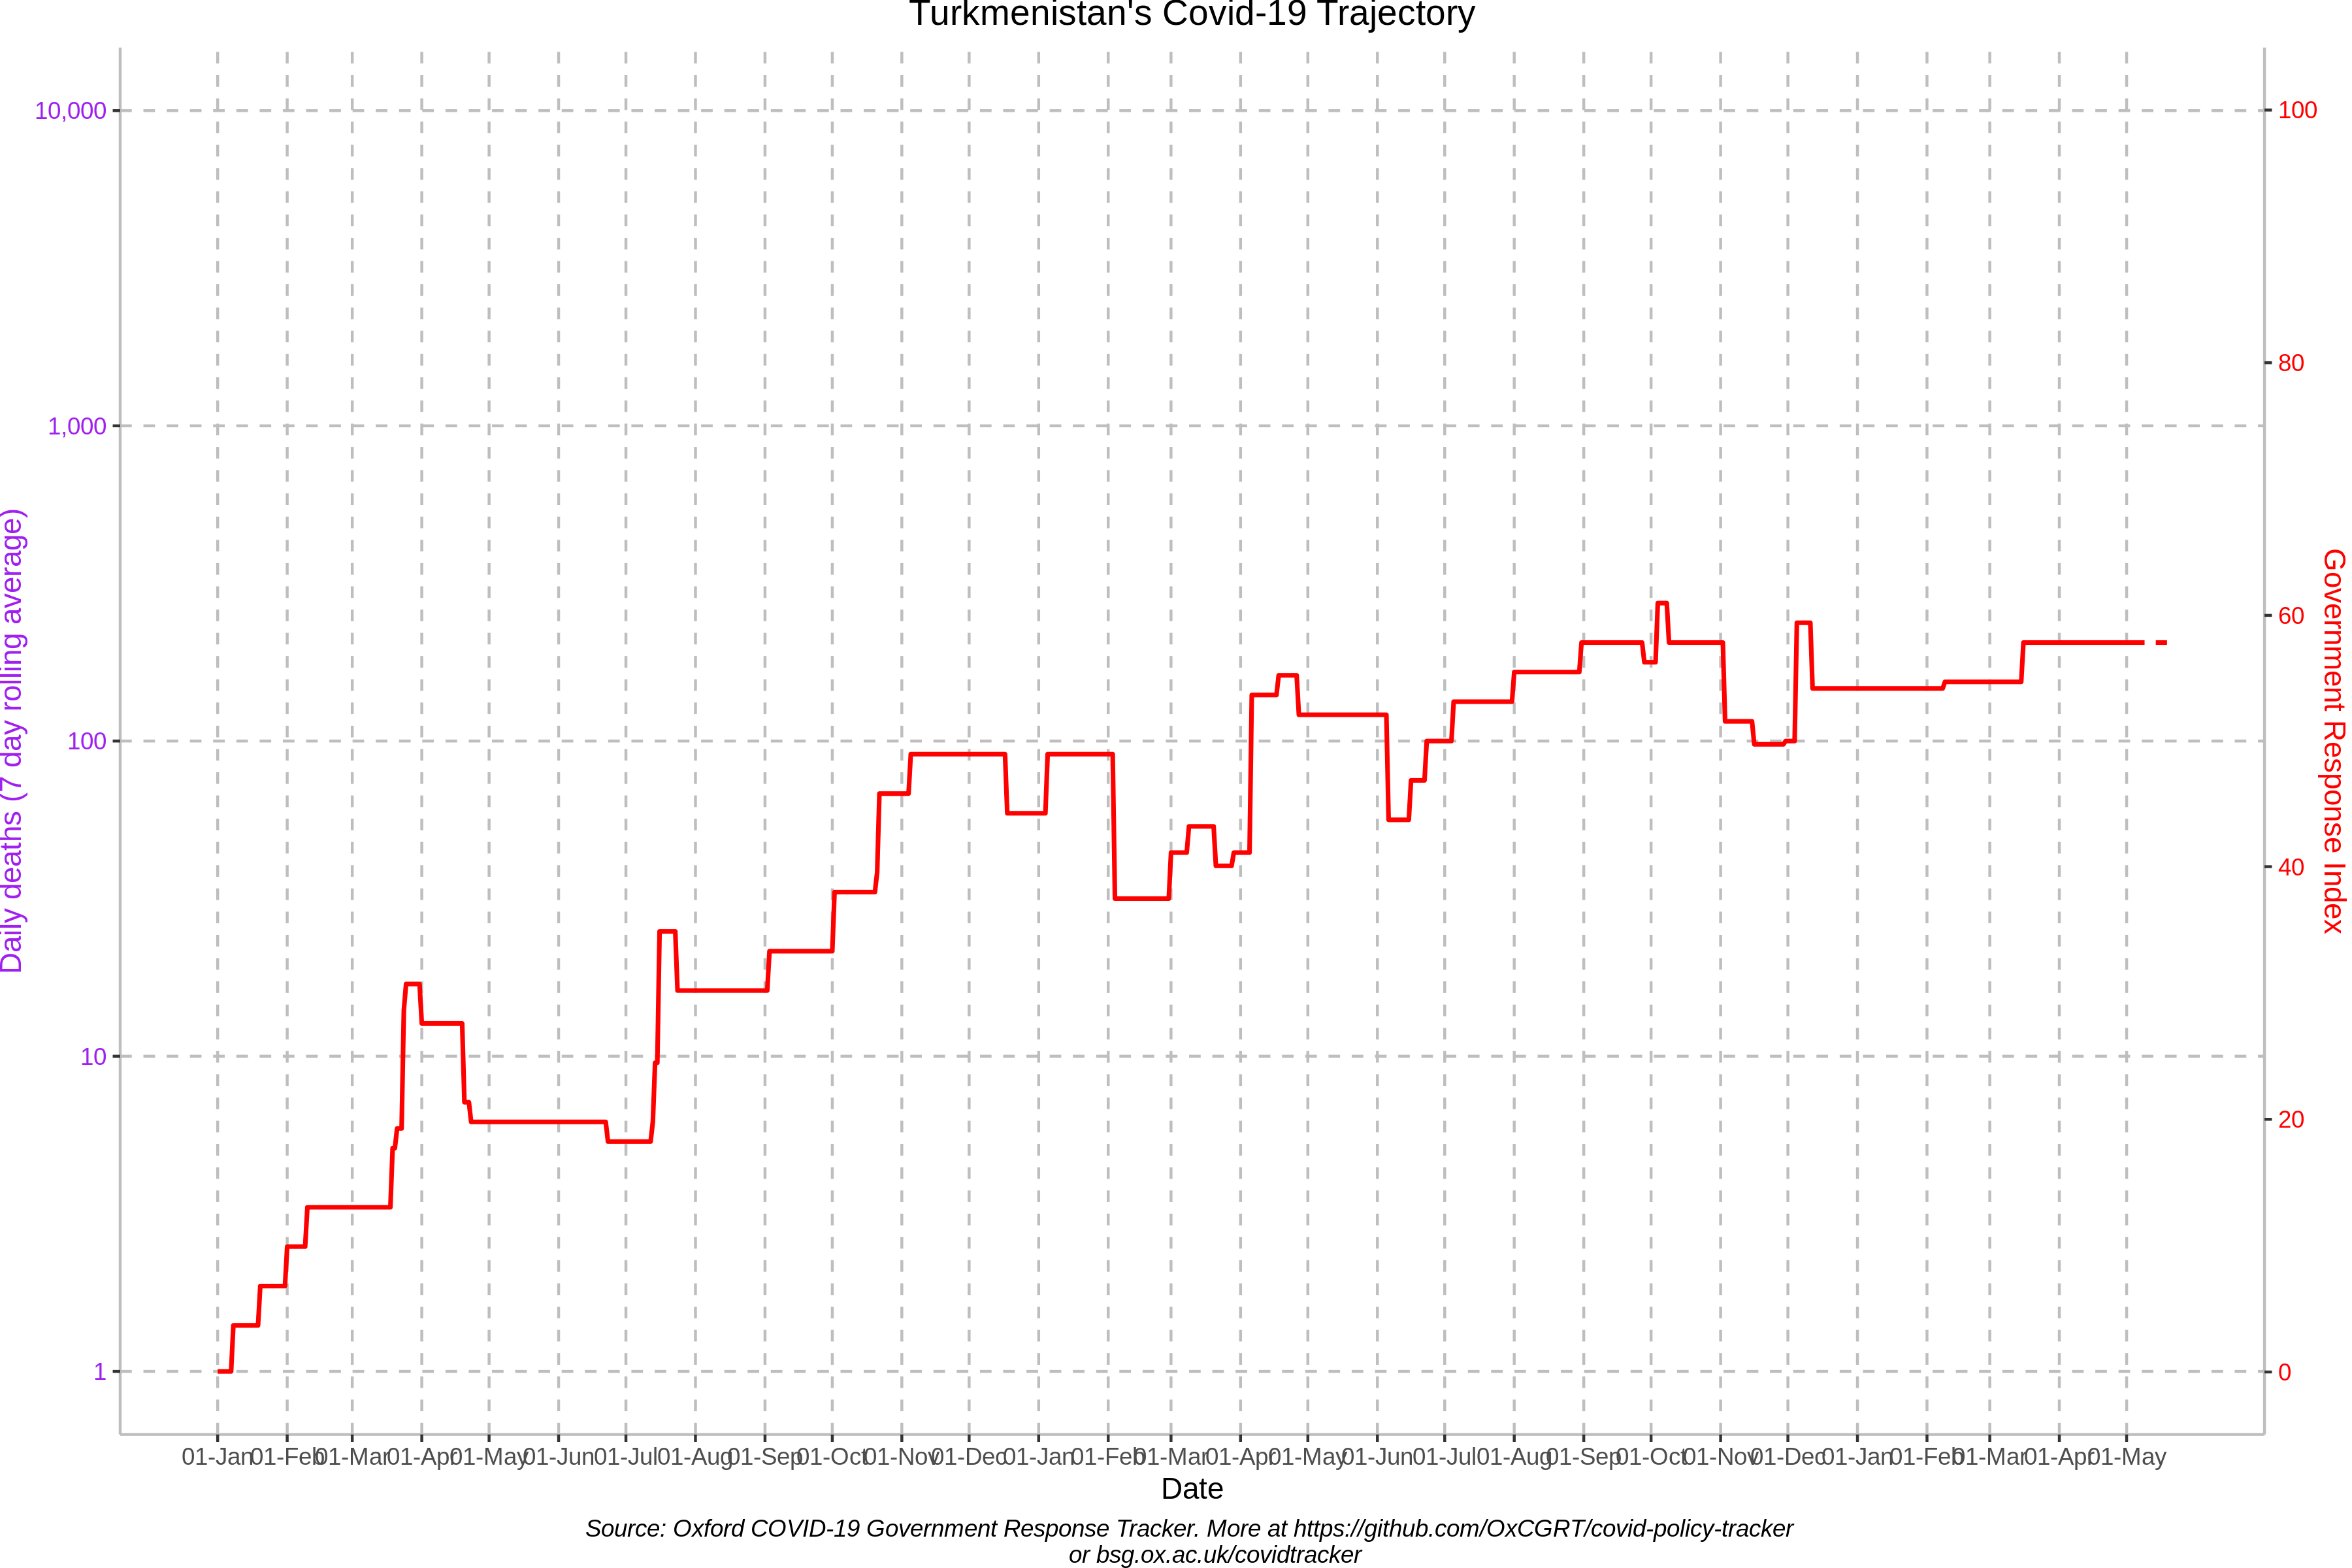 Turkmenistan's Covid-19 Trajectory
10,000
1,000
100
10
1
Daily deaths (7 day rolling average)
100
80
60
40
20
0
Government Response Index
01-Jan 01-Feb 01-Mar 01-Apr 01-May 01-Jun 01-Jul 01-Aug 01-Sep 01-Oct 01-Nov 01-Dec 01-Jan 01-Feb 01-Mar 01-Apr 01-May 01-Jun 01-Jul 01-Aug 01-Sep 01-Oct 01-Nov 01-Dec 01-Jan 01-Feb 01-Mar 01-Apr 01-May
Date
Source: Oxford COVID-19 Government Response Tracker. More at https://github.com/OxCGRT/covid-policy-tracker
or bsg.ox.ac.uk/covidtracker